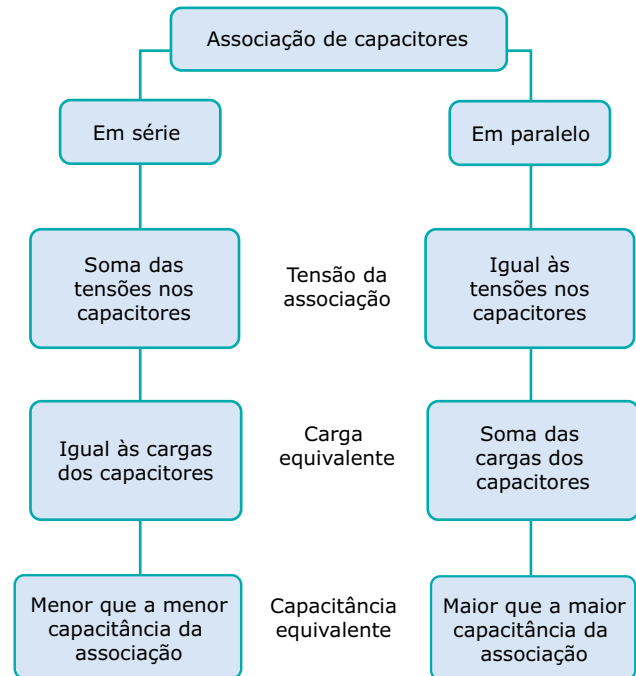 Associação de capacitores
Em série
Em paralelo
Soma das
tensões nos
capacitores
Tensão da
associação
Igual às
tensões nos
capacitores
Igual às cargas
dos capacitores
Carga
equivalente
Soma das
cargas dos
capacitores
Menor que a menor
capacitância da
associação
Capacitância
equivalente
Maior que a maior
capacitância da
associação